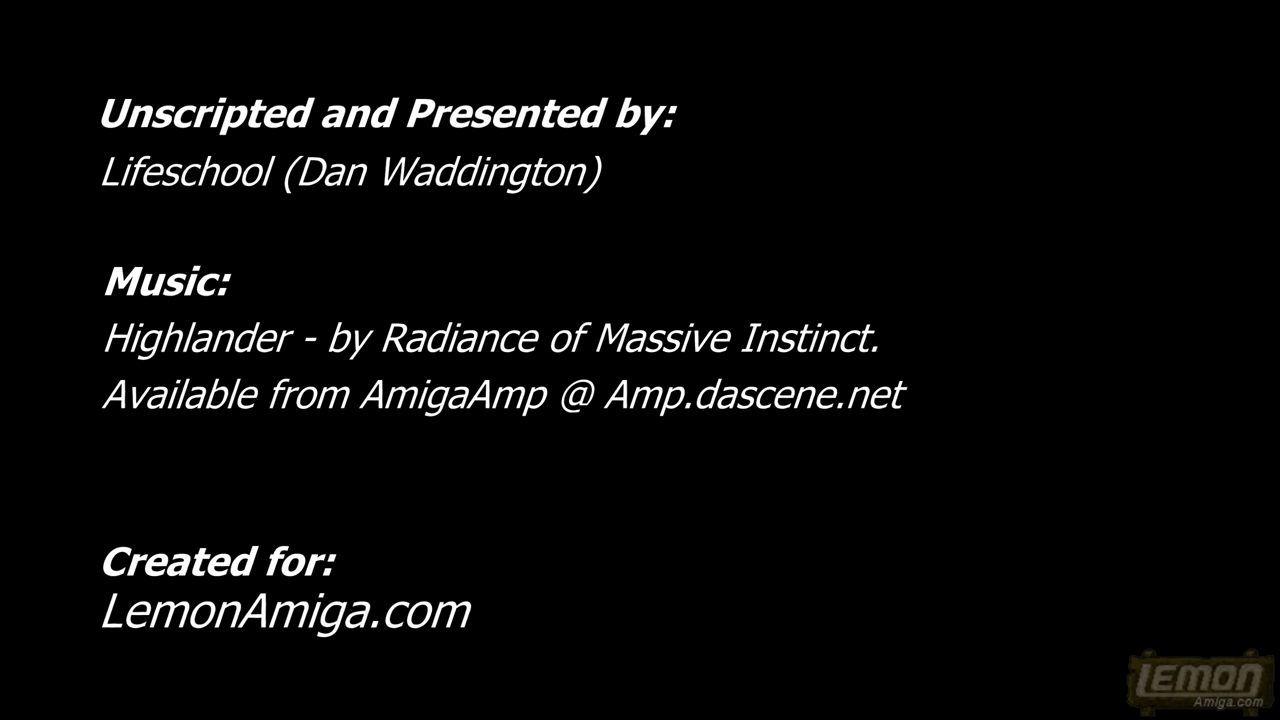 Unscripted and Presented by:
Lifeschool (Dan Waddington)
Music:
Highlander - by Radiance of Massive Instinct.
Available from AmigaAmp @ Amp.dascene.net
Created for:
LemonAmiga.com
LEMON
Amiga.com